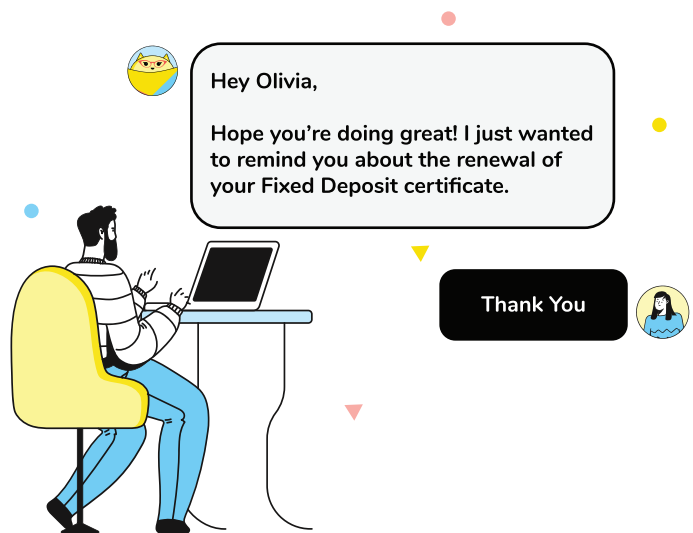 Hey Olivia,
Hope you’re doing great! I just wanted
to remind you about the renewal of
your Fixed Deposit certificate.
Thank You